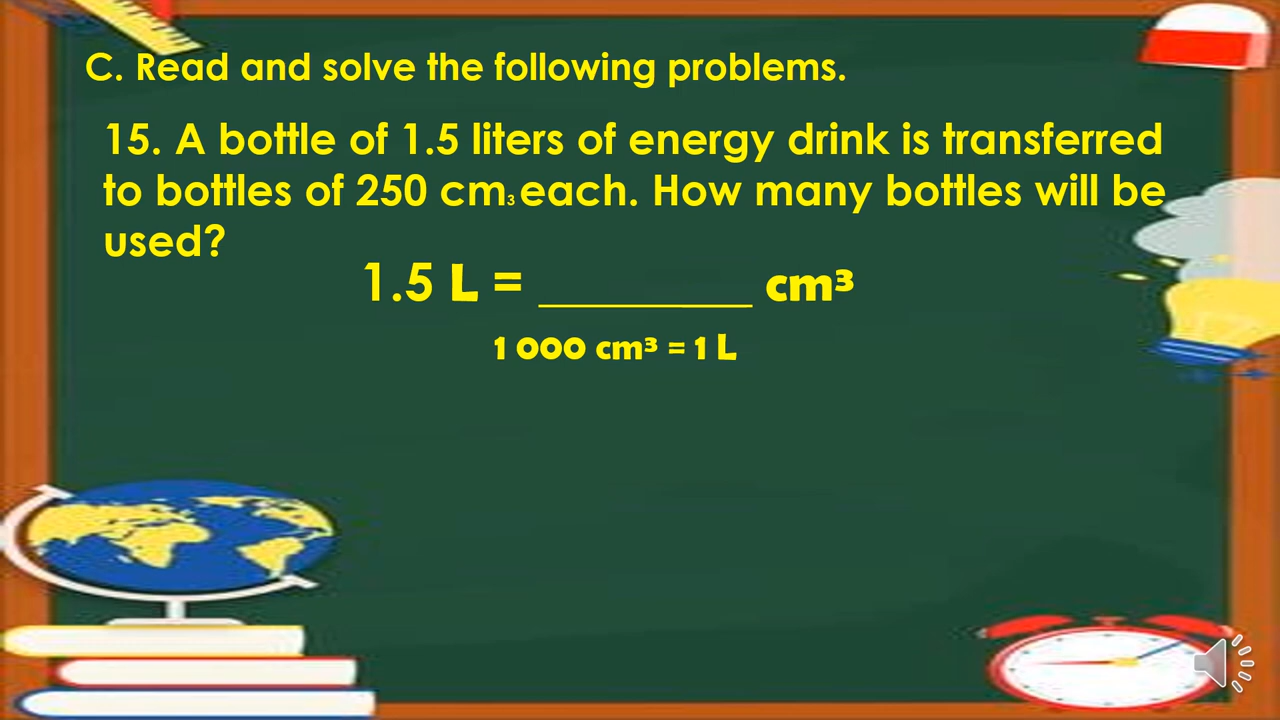 C. Read and solve the following problems.
15. A bottle of 1.5 liters of energy drink is transferred
to bottles of 250 cm₃ each. How many bottles will be
used?
1.5 L = ________ cm³
1 000 cm³ = 1 L